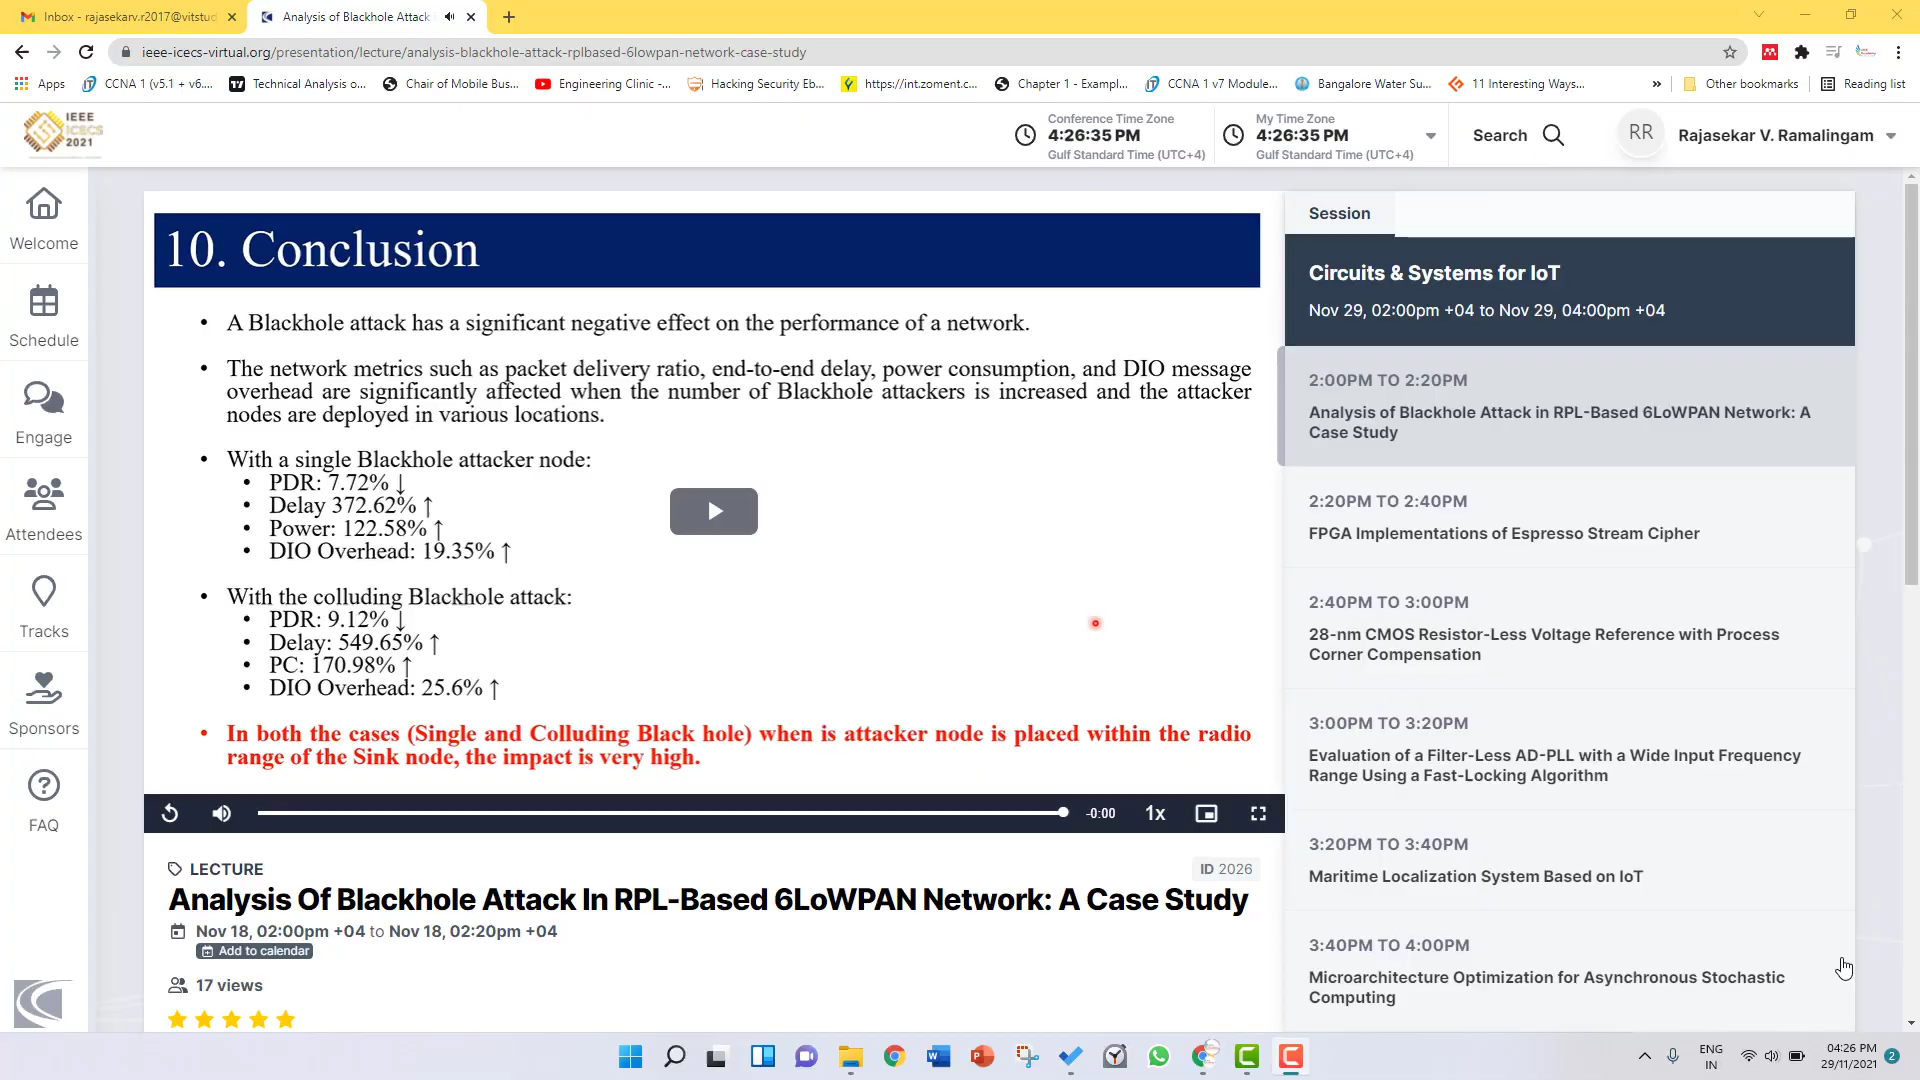 Inbox - rajasekarv.r2017@vitstud
Analysis of Blackhole Attack
ieee-icecs-virtual.org/presentation/lecture/analysis-blackhole-attack-rplbased-6lowpan-network-case-study
Apps
CCNA 1 (v5.1 + v6....
Technical Analysis o...
Chair of Mobile Bus...
Engineering Clinic -...
Hacking Security Eb...
https://int.zoment.c...
Chapter 1 - Exampl...
CCNA 1 v7 Module...
Bangalore Water Su...
11 Interesting Ways...
»
Other bookmarks
Reading list
IEEE
ICECS
2021
Conference Time Zone
4:26:35 PM
Gulf Standard Time (UTC+4)
My Time Zone
4:26:35 PM
Gulf Standard Time (UTC+4)
Search
RR
Rajasekar V. Ramalingam
Welcome
Schedule
Engage
Attendees
Tracks
Sponsors
FAQ
10. Conclusion
• A Blackhole attack has a significant negative effect on the performance of a network.
• The network metrics such as packet delivery ratio, end-to-end delay, power consumption, and DIO message
overhead are significantly affected when the number of Blackhole attackers is increased and the attacker
nodes are deployed in various locations.
• With a single Blackhole attacker node:
• PDR: 7.72% ↓
• Delay 372.62% ↑
• Power: 122.58% ↑
• DIO Overhead: 19.35% ↑
• With the colluding Blackhole attack:
• PDR: 9.12% ↓
• Delay: 549.65% ↑
• PC: 170.98% ↑
• DIO Overhead: 25.6% ↑
• In both the cases (Single and Colluding Black hole) when is attacker node is placed within the radio
range of the Sink node, the impact is very high.
-0:00
1x
LECTURE
ID 2026
Analysis Of Blackhole Attack In RPL-Based 6LoWPAN Network: A Case Study
Nov 18, 02:00pm +04 to Nov 18, 02:20pm +04
Add to calendar
17 views
Session
Circuits & Systems for IoT
Nov 29, 02:00pm +04 to Nov 29, 04:00pm +04
2:00PM TO 2:20PM
Analysis of Blackhole Attack in RPL-Based 6LoWPAN Network: A
Case Study
2:20PM TO 2:40PM
FPGA Implementations of Espresso Stream Cipher
2:40PM TO 3:00PM
28-nm CMOS Resistor-Less Voltage Reference with Process
Corner Compensation
3:00PM TO 3:20PM
Evaluation of a Filter-Less AD-PLL with a Wide Input Frequency
Range Using a Fast-Locking Algorithm
3:20PM TO 3:40PM
Maritime Localization System Based on IoT
3:40PM TO 4:00PM
Microarchitecture Optimization for Asynchronous Stochastic
Computing
ENG
IN
04:26 PM
29/11/2021
2